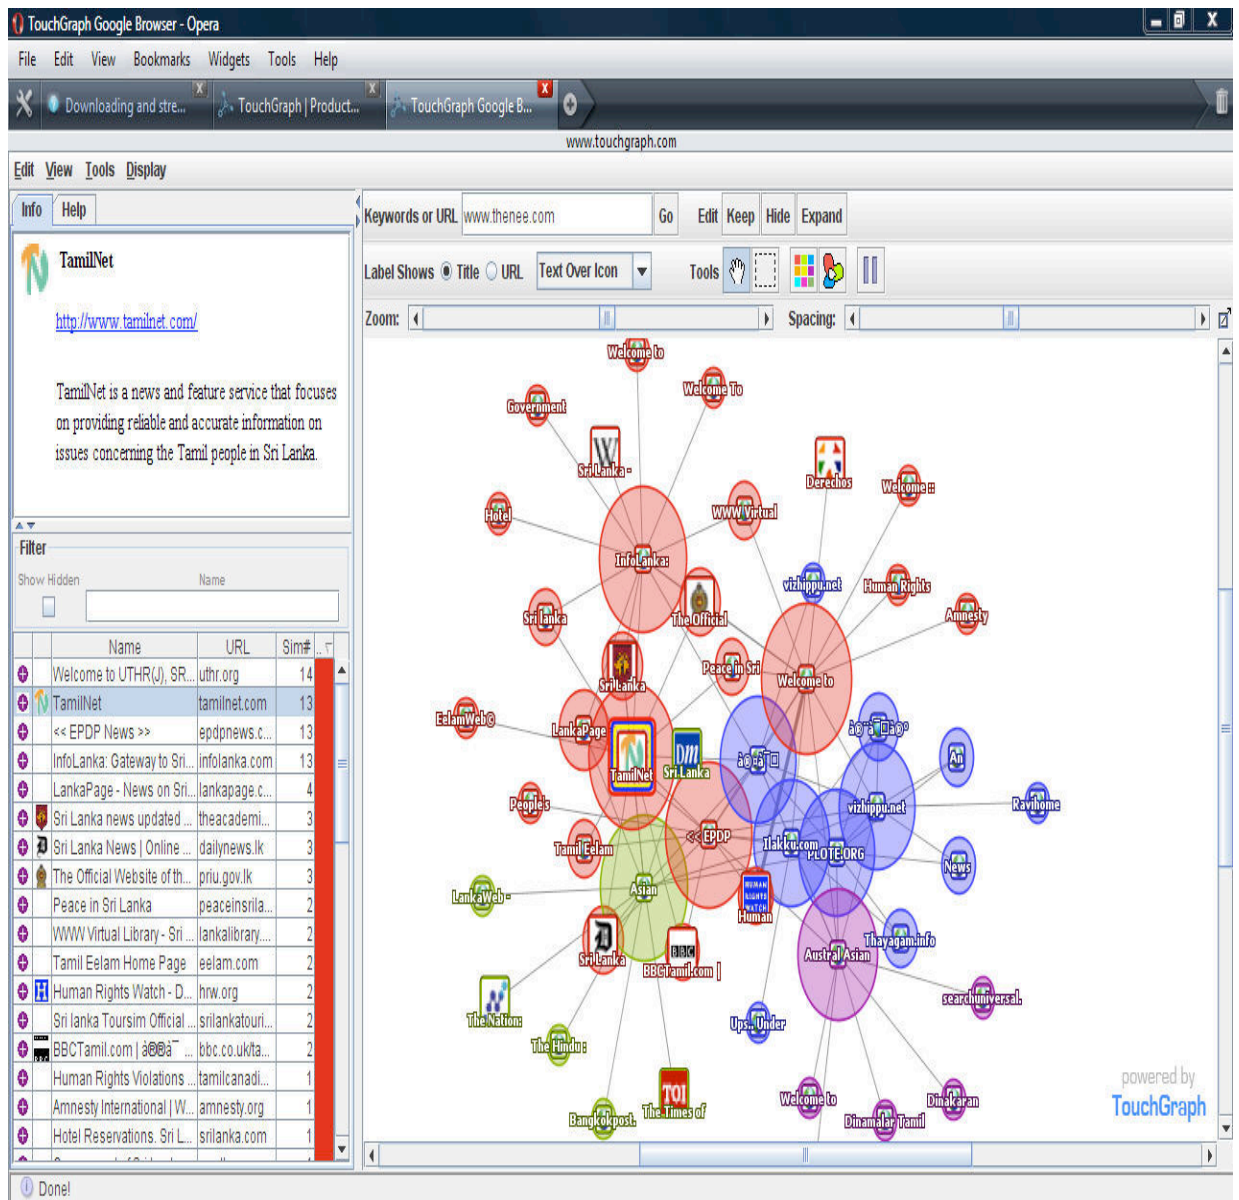 TouchGraph Google Browser - Opera
File Edit View Bookmarks Widgets Tools Help
Downloading and stre...
TouchGraph | Product...
TouchGraph Google B...
www.touchgraph.com
Edit View Tools Display
Info Help
TamilNet
http://www.tamilnet.com/
TamilNet is a news and feature service that focuses
on providing reliable and accurate information on
issues concerning the Tamil people in Sri Lanka.
Filter
Show Hidden Name
Name URL Sim# ..
Welcome to UTHR(J), SR... uthr.org 14
TamilNet tamilnet.com 13
<< EPDP News >> epdpnews.c... 13
InfoLanka: Gateway to Sri... infolanka.com 13
LankaPage - News on Sri... lankapage.c... 4
Sri Lanka news updated ... theacademi... 3
Sri Lanka News | Online ... dailynews.lk 3
The Official Website of th... priu.gov.lk 3
Peace in Sri Lanka peaceinsrila... 2
WWW Virtual Library - Sri ... lankalibrary.... 2
Tamil Eelam Home Page eelam.com 2
Human Rights Watch - D... hrw.org 2
Sri lanka Toursim Official ... srilankatouri... 2
BBCTamil.com | ... bbc.co.uk/ta... 2
Human Rights Violations ... tamilcanadi... 1
Amnesty International | W... amnesty.org 1
Hotel Reservations. Sri L... srilanka.com 1
Keywords or URL www.thenee.com Go Edit Keep Hide Expand
Label Shows Title URL Text Over Icon Tools
Zoom: Spacing:
Welcome to
Welcome To
Government
W
Sri Lanka -
Derechos
Welcome ::
Hotel
WWW Virtual
InfoLanka:
vizhippu.net
Human Rights
Amnesty
Sri lanka
The Official
Peace in Sri
Welcome to
Sri Lanka
EelamWeb©
LankaPage
TamilNet
Dm
Sri Lanka
An
People's
vizhippu.net
Ravihome
<< EPDP
Ilakku.com
PLOTE.ORG
Tamil Eelam
News
Asian
LankaWeb -
HUMAN
RIGHTS
WATCH
Human
D
Sri Lanka
BBC
BBCTamil.com |
Thayagam.info
Austral Asian
searchuniversal.
The Nation:
Ups.. Under
The Hindu :
TOI
The Times of
Bangkokpost.
Welcome to
Dinamalar Tamil
Dinakaran
powered by
TouchGraph
Done!